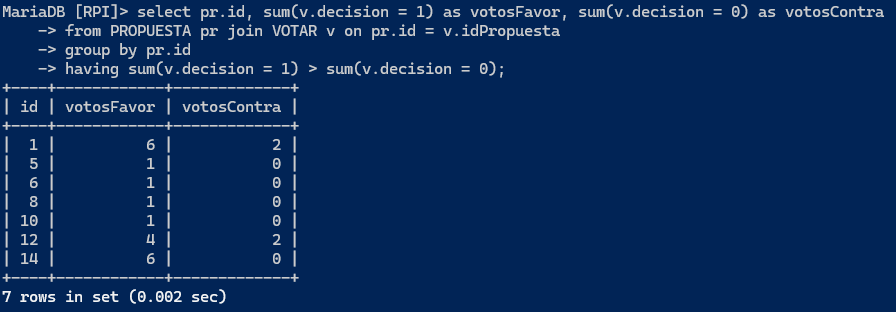 MariaDB [RPI]> select pr.id, sum(v.decision = 1) as votosFavor, sum(v.decision = 0) as votosContra
    -> from PROPUESTA pr join VOTAR v on pr.id = v.idPropuesta
    -> group by pr.id
    -> having sum(v.decision = 1) > sum(v.decision = 0);
+----+------------+-------------+
| id | votosFavor | votosContra |
+----+------------+-------------+
|  1 |          6 |           2 |
|  5 |          1 |           0 |
|  6 |          1 |           0 |
|  8 |          1 |           0 |
| 10 |          1 |           0 |
| 12 |          4 |           2 |
| 14 |          6 |           0 |
+----+------------+-------------+
7 rows in set (0.002 sec)